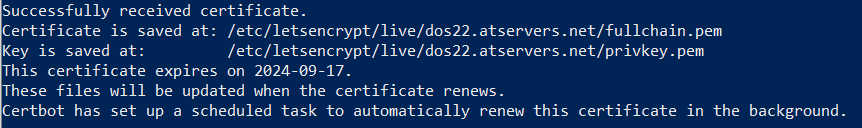 Successfully received certificate.
Certificate is saved at: /etc/letsencrypt/live/dos22.atservers.net/fullchain.pem
Key is saved at:         /etc/letsencrypt/live/dos22.atservers.net/privkey.pem
This certificate expires on 2024-09-17.
These files will be updated when the certificate renews.
Certbot has set up a scheduled task to automatically renew this certificate in the background.